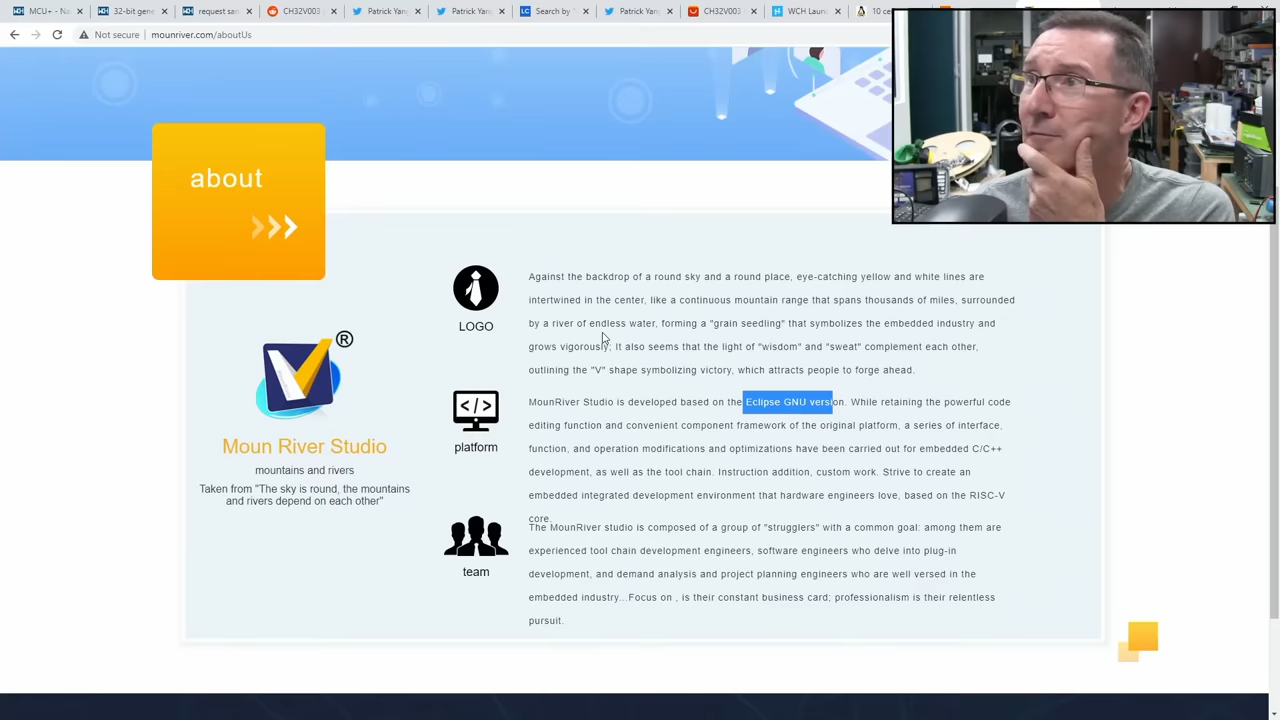 MCU+ - Na
32-bit gene
request sam
CH32V003
Patrick Yang
Patrick Yang
LC Search by '
Patrick Yang
CH32V003
WCH Laun
10 ce
Not secure | mounriver.com/aboutUs
about
LOGO
Against the backdrop of a round sky and a round place, eye-catching yellow and white lines are
intertwined in the center, like a continuous mountain range that spans thousands of miles, surrounded
by a river of endless water, forming a "grain seedling" that symbolizes the embedded industry and
grows vigorously; It also seems that the light of "wisdom" and "sweat" complement each other,
outlining the "V" shape symbolizing victory, which attracts people to forge ahead.
®
Moun River Studio
mountains and rivers
Taken from "The sky is round, the mountains
and rivers depend on each other"
platform
MounRiver Studio is developed based on the Eclipse GNU version. While retaining the powerful code
editing function and convenient component framework of the original platform, a series of interface,
function, and operation modifications and optimizations have been carried out for embedded C/C++
development, as well as the tool chain. Instruction addition, custom work. Strive to create an
embedded integrated development environment that hardware engineers love, based on the RISC-V
core.
team
The MounRiver studio is composed of a group of "strugglers" with a common goal: among them are
experienced tool chain development engineers, software engineers who delve into plug-in
development, and demand analysis and project planning engineers who are well versed in the
embedded industry...Focus on , is their constant business card; professionalism is their relentless
pursuit.